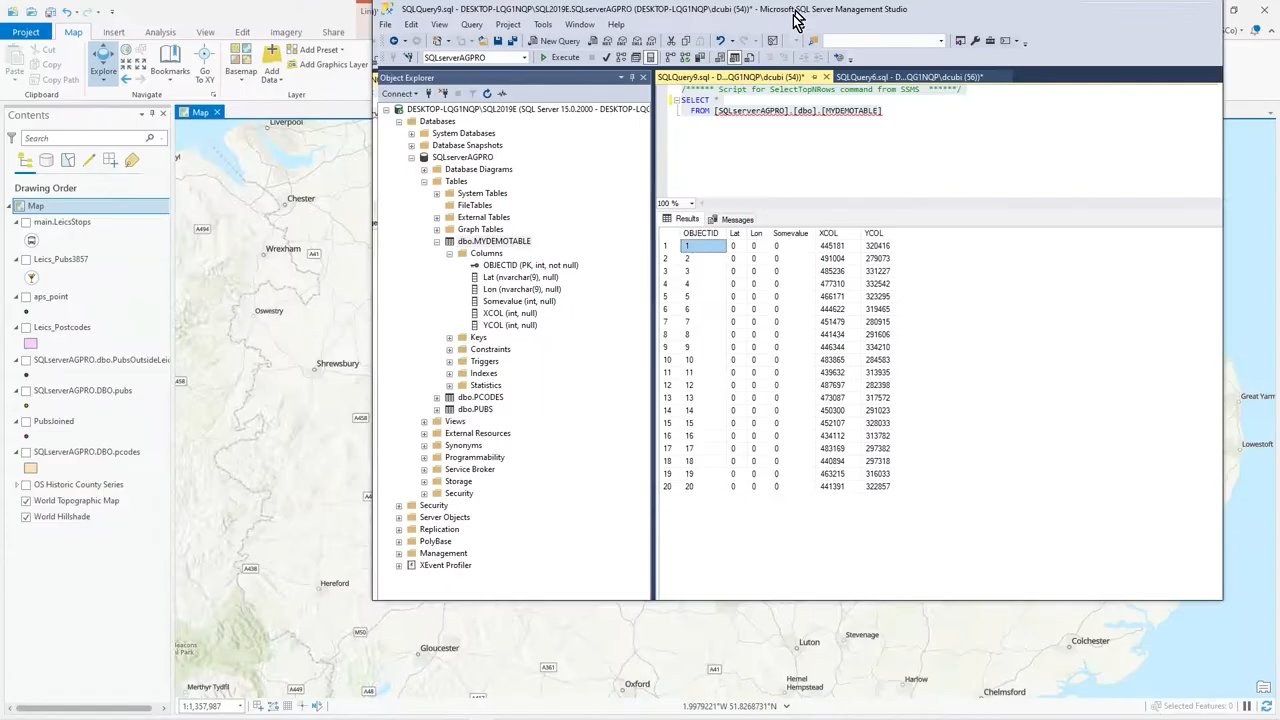 SQLQuery9.sql - DESKTOP-LQG1NQP\SQL2019E.SQLserverAGPRO (DESKTOP-LQG1NQP\dcubi (54))* - Microsoft SQL Server Management Studio
File Edit View Query Project Tools Window Help
Project Map Insert Analysis
Imagery Share
New Query
SQLserverAGPRO Execute
Paste Cut Copy Copy Path
Explore Bookmarks Go To XY Basemap Add Data Add Preset Add Graphics Layer
Clipboard Navigate Layer
Contents
Search
Drawing Order
Map
main.LeicsStops
Leics_Pubs3857
aps_point
Leics_Postcodes
SQLserverAGPRO.dbo.PubsOutsideLei
SQLserverAGPRO.DBO.pubs
PubsJoined
SQLserverAGPRO.DBO.pcodes
OS Historic County Series
World Topographic Map
World Hillshade
Map
Object Explorer
Connect
DESKTOP-LQG1NQP\SQL2019E (SQL Server 15.0.2000 - DESKTOP-LQG
Databases
System Databases
Database Snapshots
SQLserverAGPRO
Database Diagrams
Tables
System Tables
FileTables
External Tables
Graph Tables
dbo.MYDEMOTABLE
Columns
OBJECTID (PK, int, not null)
Lat (nvarchar(9), null)
Lon (nvarchar(9), null)
Somevalue (int, null)
XCOL (int, null)
YCOL (int, null)
Keys
Constraints
Triggers
Indexes
Statistics
dbo.PCODES
dbo.PUBS
Views
External Resources
Synonyms
Programmability
Service Broker
Storage
Security
Security
Server Objects
Replication
PolyBase
Management
XEvent Profiler
SQLQuery9.sql - D...QG1NQP\dcubi (54))* SQLQuery6.sql - D...QG1NQP\dcubi (56))*
/****** Script for SelectTopNRows command from SSMS ******/
SELECT *
FROM [SQLserverAGPRO].[dbo].[MYDEMOTABLE]
100 %
Results Messages
OBJECTID Lat Lon Somevalue XCOL YCOL
1 1 0 0 0 445181 320416
2 2 0 0 0 491004 279073
3 3 0 0 0 485236 331227
4 4 0 0 0 477310 332542
5 5 0 0 0 466171 323295
6 6 0 0 0 444622 319465
7 7 0 0 0 451479 280915
8 8 0 0 0 441434 291606
9 9 0 0 0 446344 334210
10 10 0 0 0 483865 284583
11 11 0 0 0 439632 313935
12 12 0 0 0 487697 282398
13 13 0 0 0 473087 317572
14 14 0 0 0 450300 291023
15 15 0 0 0 452107 328033
16 16 0 0 0 434112 313782
17 17 0 0 0 483169 297382
18 18 0 0 0 440894 297318
19 19 0 0 0 463215 316033
20 20 0 0 0 441391 322857
Liverpool
Chester
Wrexham
A41
Oswestry
Shrewsbury
A458
A438
Hereford
M50
Gloucester
A361
Merthyr Tydfil
A449
A48
Oxford
A41
Luton
Stevenage
Hemel Hempstead
Harlow
Chelmsford
Colchester
Great Yarm
Lowestoft
1:1,357,987
1.9979221°W 51.8268731°N
Selected Features: 0